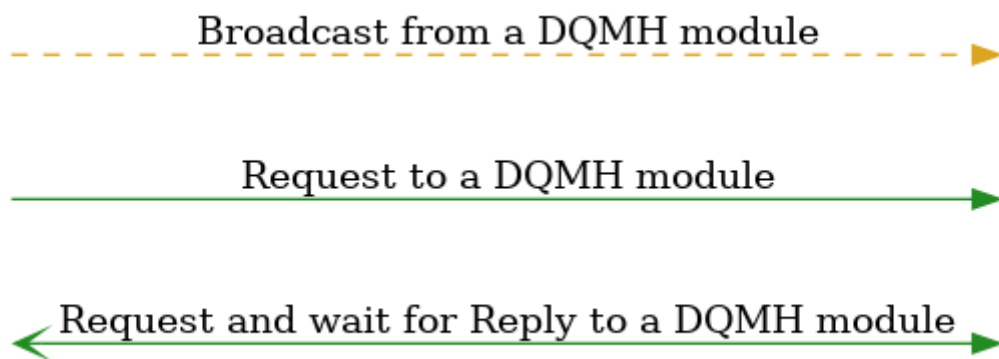 Broadcast from a DQMH module
Request to a DQMH module
Request and wait for Reply to a DQMH module